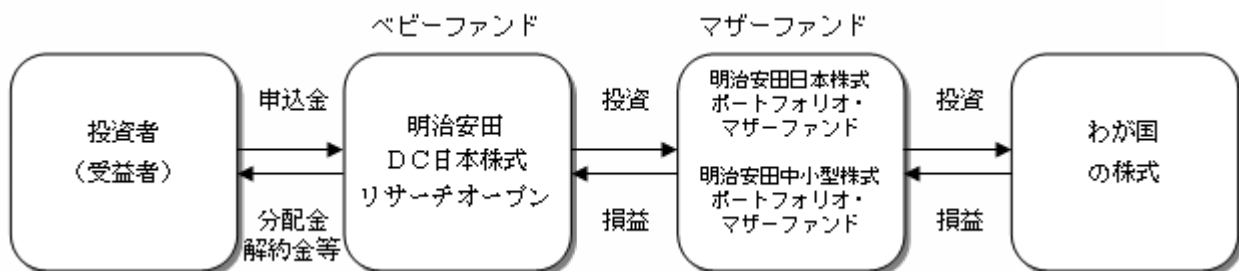 ベビーファンド
マザーファンド
投資者
（受益者）
申込金
分配金
解約金等
明治安田
ＤＣ日本株式
リサーチオープン
投資
損益
明治安田日本株式
ポートフォリオ・
マザーファンド
明治安田中小型株式
ポートフォリオ・
マザーファンド
投資
損益
わが国
の株式